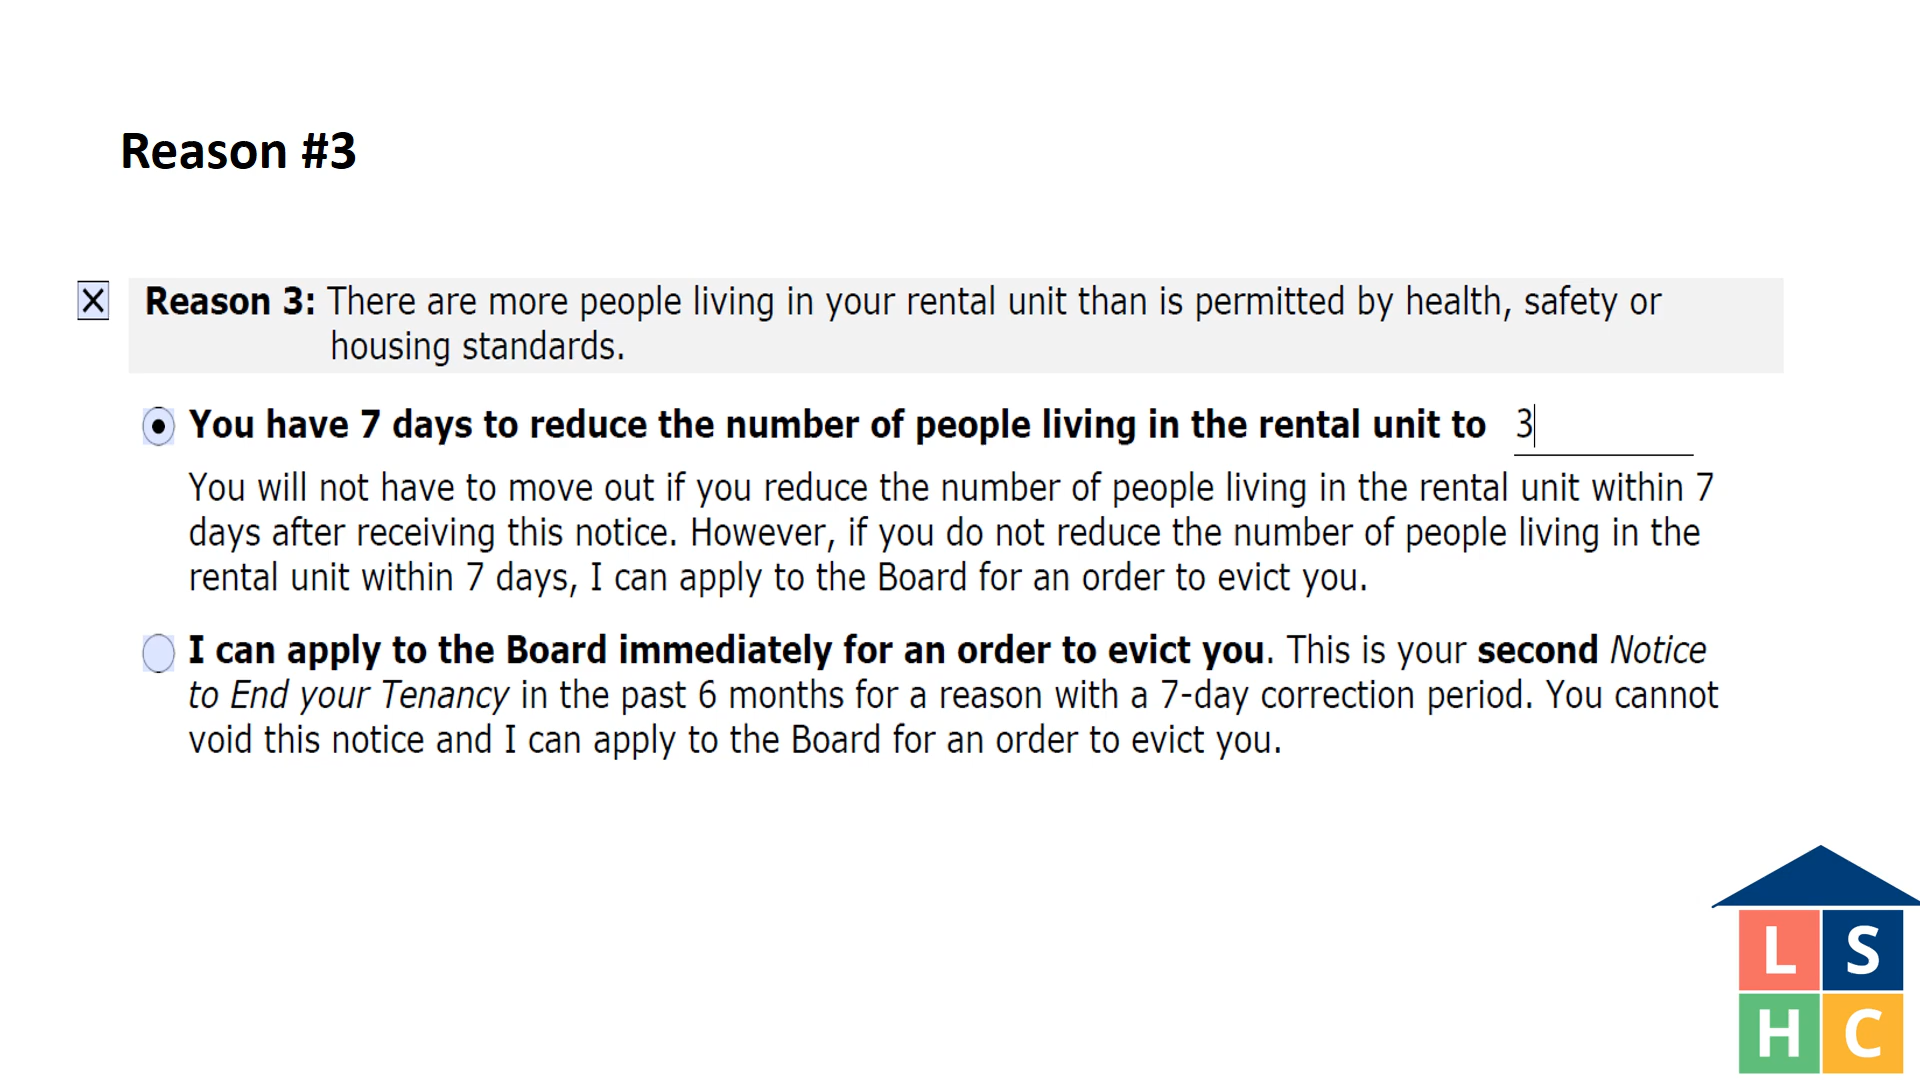 Reason #3
Reason 3: There are more people living in your rental unit than is permitted by health, safety or
housing standards.
You have 7 days to reduce the number of people living in the rental unit to 3
You will not have to move out if you reduce the number of people living in the rental unit within 7
days after receiving this notice. However, if you do not reduce the number of people living in the
rental unit within 7 days, I can apply to the Board for an order to evict you.
I can apply to the Board immediately for an order to evict you. This is your second Notice
to End your Tenancy in the past 6 months for a reason with a 7-day correction period. You cannot
void this notice and I can apply to the Board for an order to evict you.
L S
H C